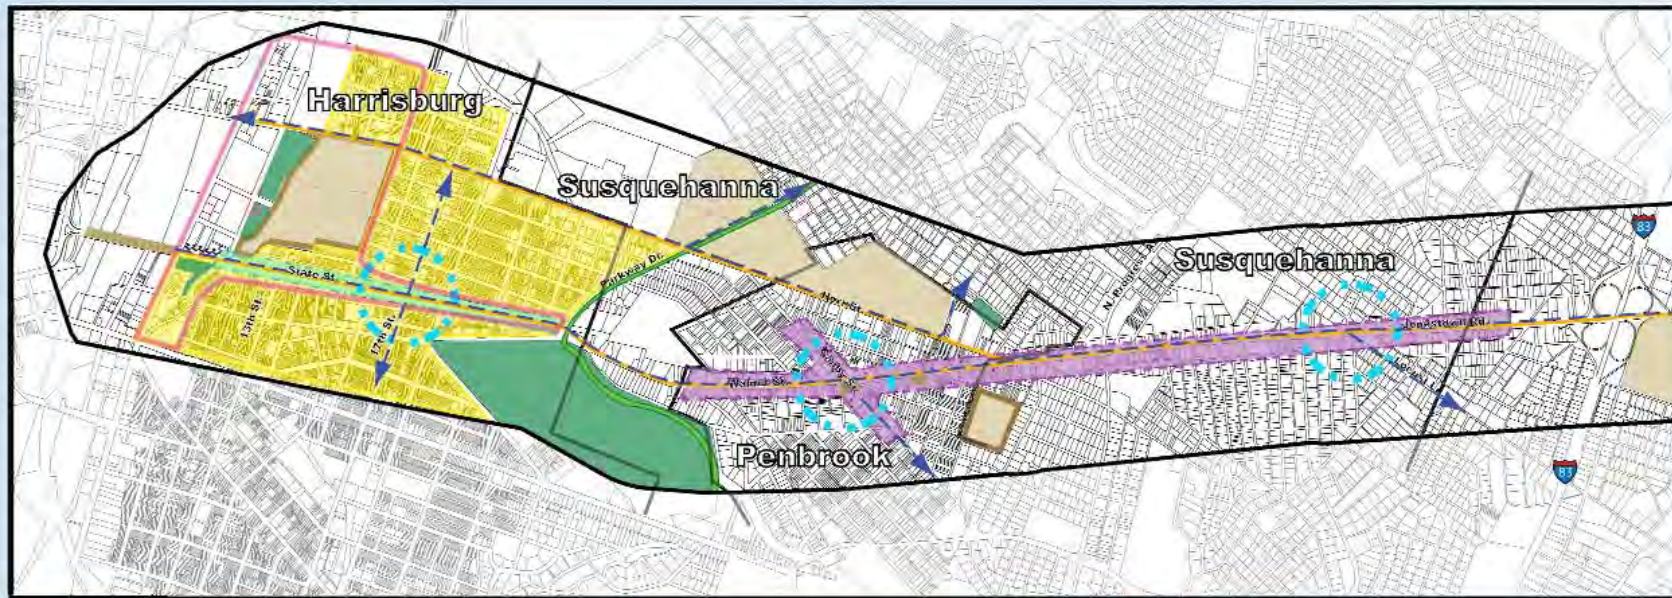 Harrisburg
Susquehanna
Susquehanna
Penbrook
State St.
13th St.
17th St.
Parkway Dr.
Walnut St.
Jonestown Rd.
83
83